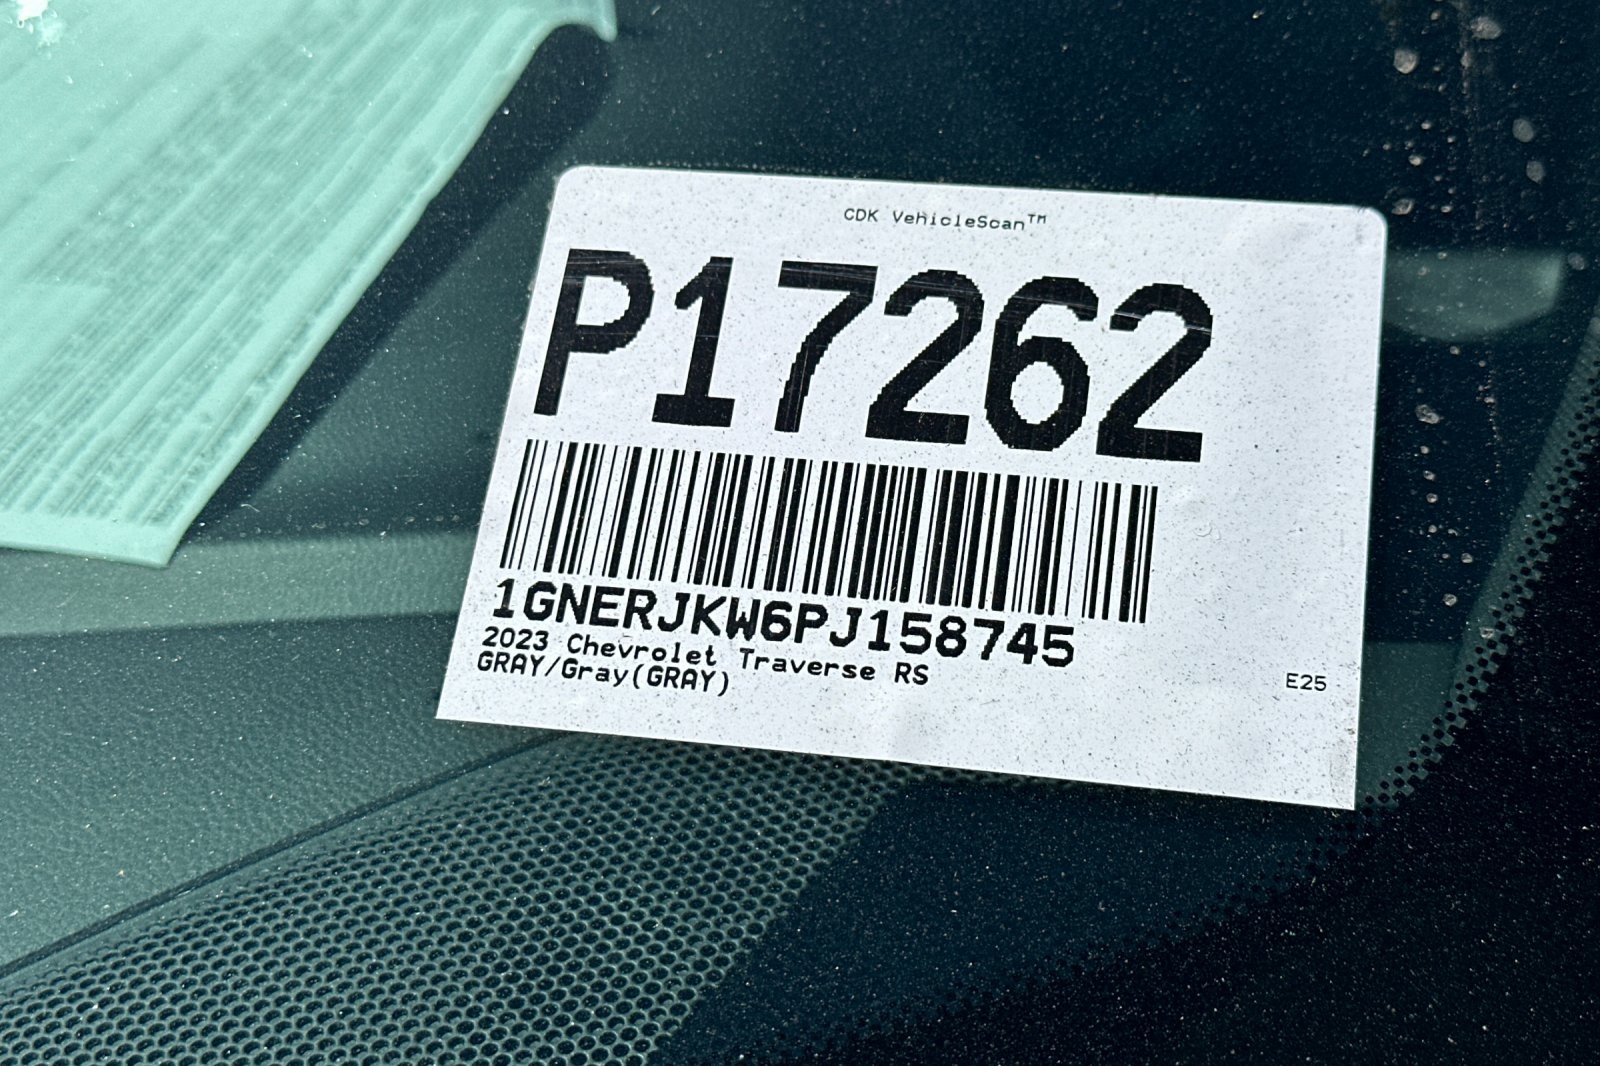 CDK VehicleScan™
P17262
1GNERJKW6PJ158745
2023 Chevrolet Traverse RS
GRAY/Gray(GRAY)
E25